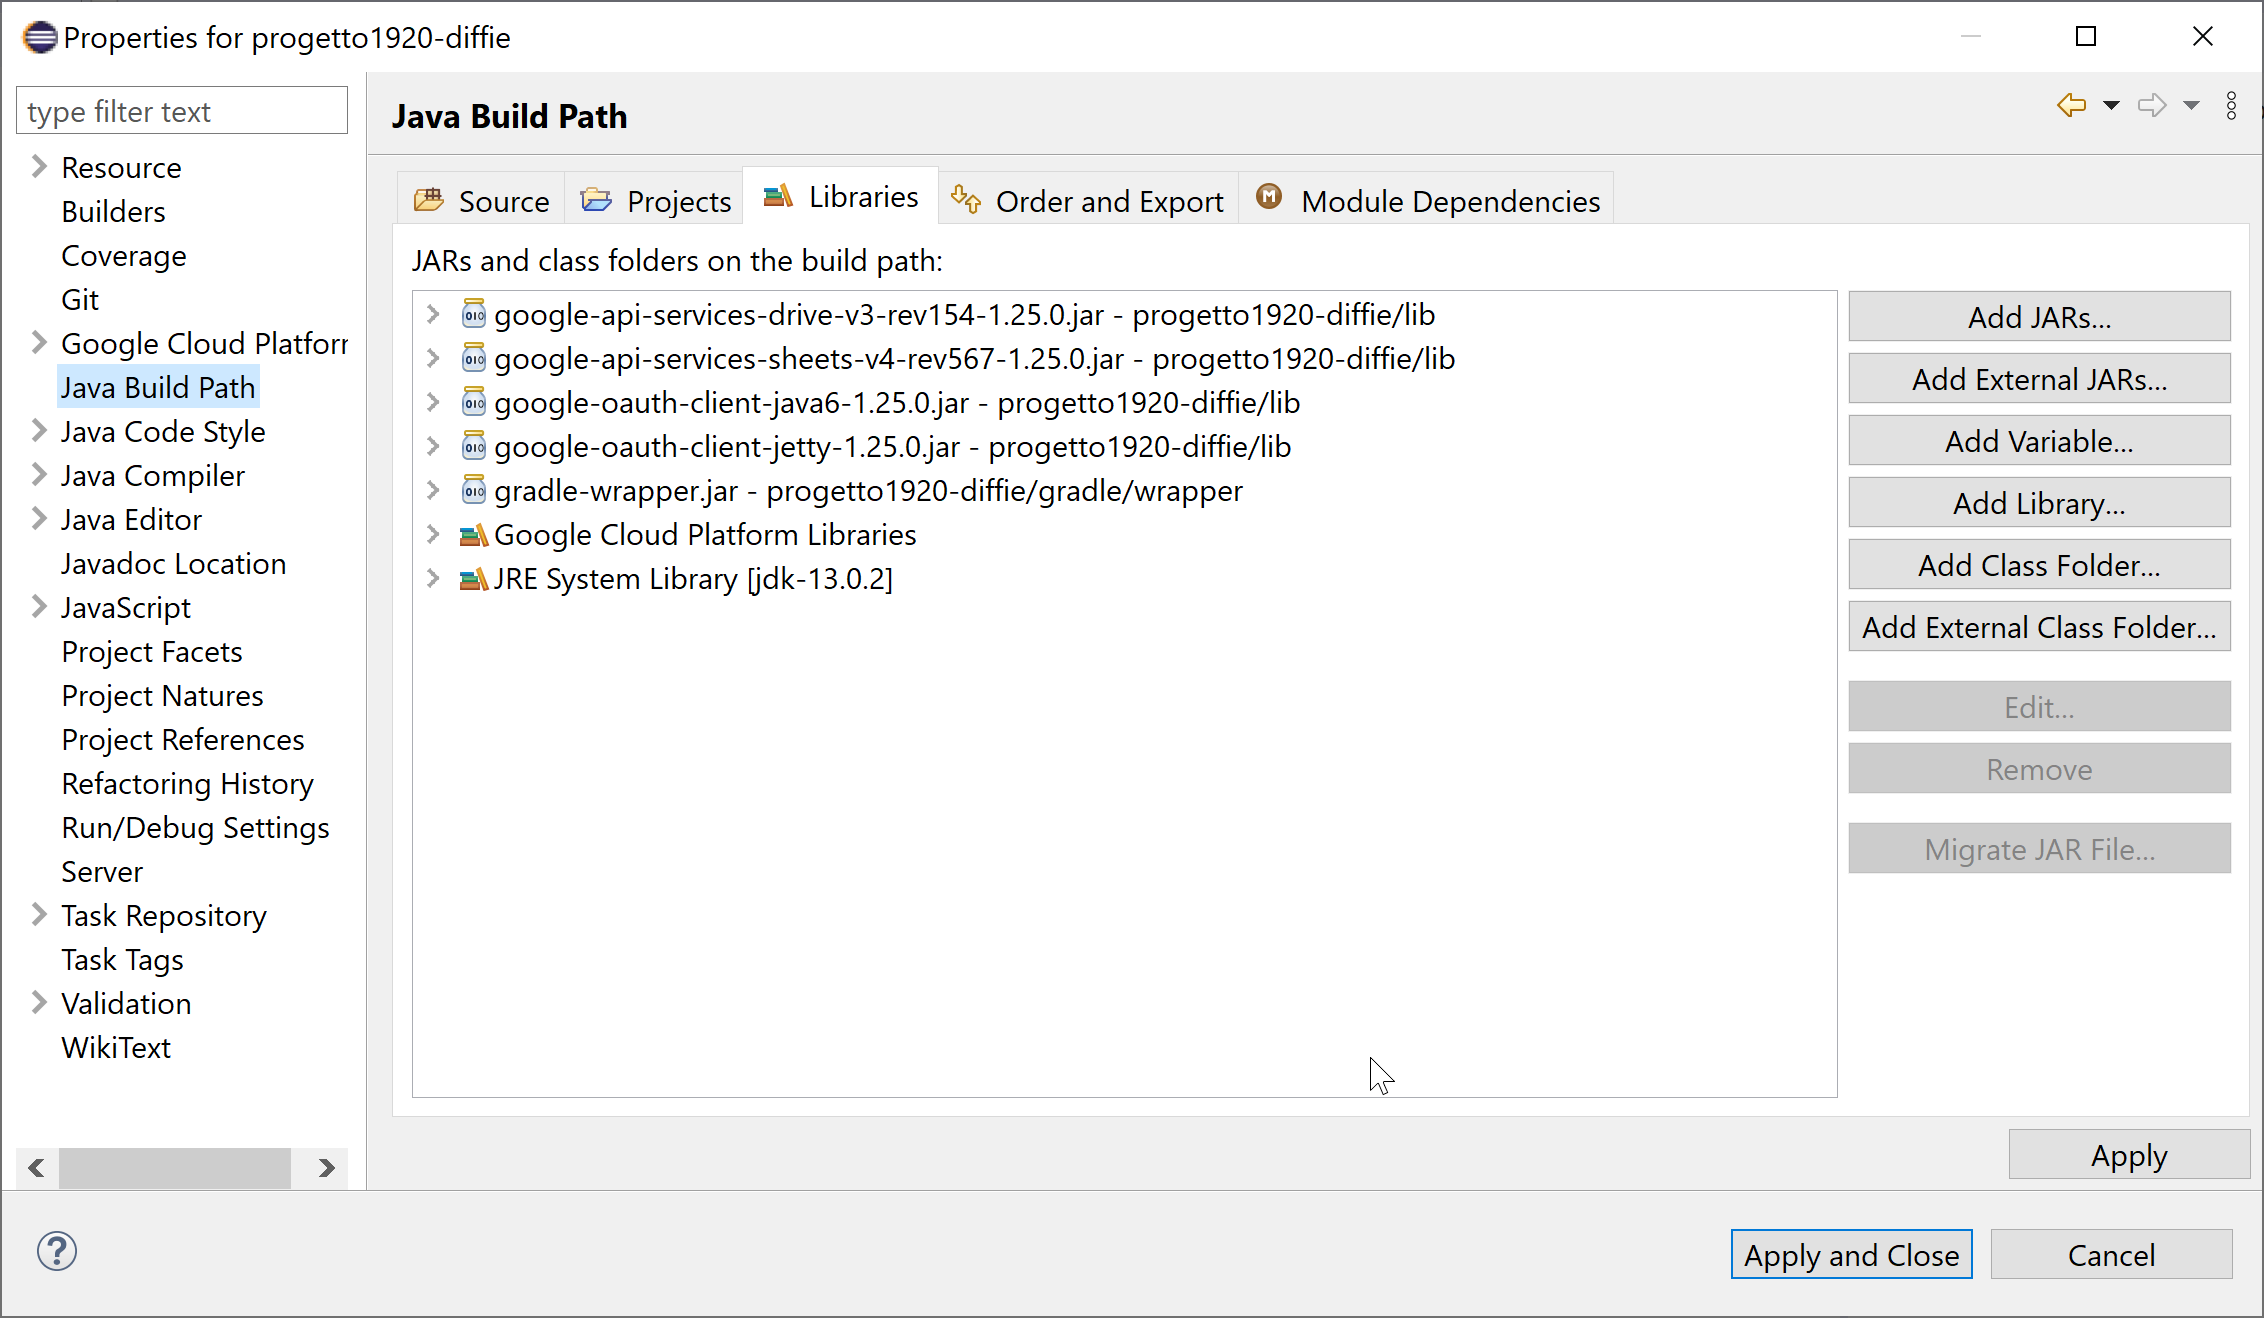 Properties for progetto1920-diffie
type filter text
Resource
Builders
Coverage
Git
Google Cloud Platforr
Java Build Path
Java Code Style
Java Compiler
Java Editor
Javadoc Location
JavaScript
Project Facets
Project Natures
Project References
Refactoring History
Run/Debug Settings
Server
Task Repository
Task Tags
Validation
WikiText
Java Build Path
Source
Projects
Libraries
Order and Export
Module Dependencies
JARs and class folders on the build path:
google-api-services-drive-v3-rev154-1.25.0.jar - progetto1920-diffie/lib
google-api-services-sheets-v4-rev567-1.25.0.jar - progetto1920-diffie/lib
google-oauth-client-java6-1.25.0.jar - progetto1920-diffie/lib
google-oauth-client-jetty-1.25.0.jar - progetto1920-diffie/lib
gradle-wrapper.jar - progetto1920-diffie/gradle/wrapper
Google Cloud Platform Libraries
JRE System Library [jdk-13.0.2]
Add JARs...
Add External JARs...
Add Variable...
Add Library...
Add Class Folder...
Add External Class Folder...
Edit...
Remove
Migrate JAR File...
Apply
Apply and Close
Cancel